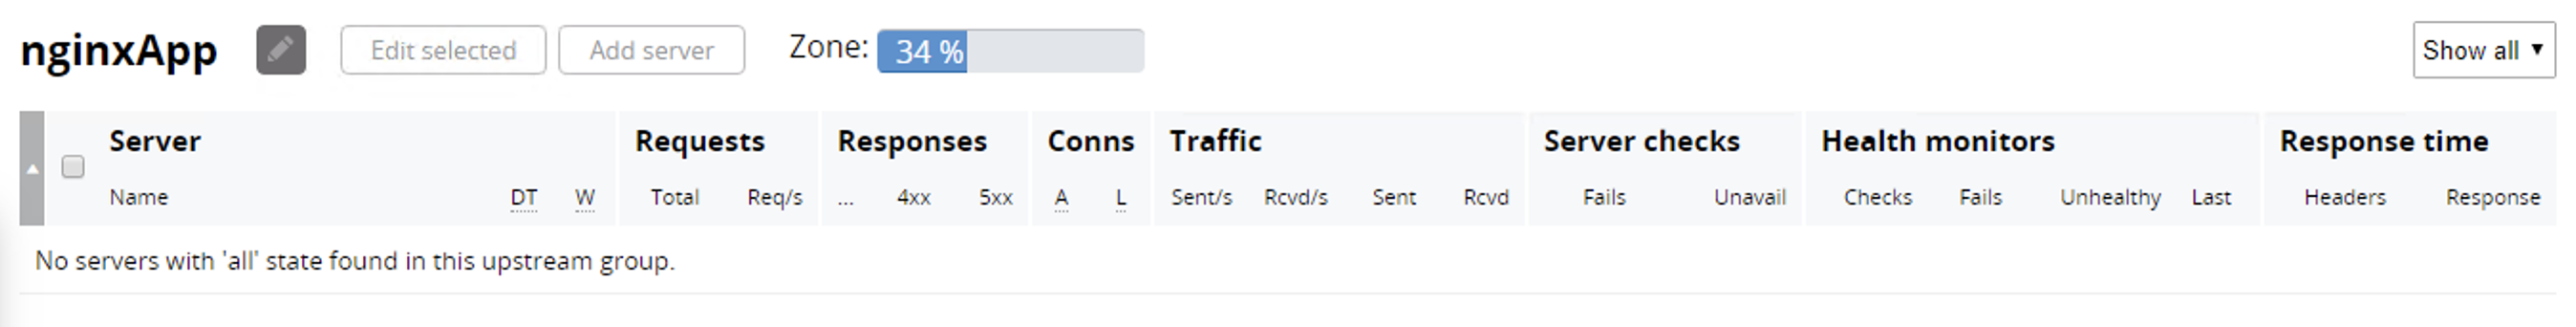 nginxApp Edit selected Add server Zone: 34 % Show all
Server Requests Responses Conns Traffic Server checks Health monitors Response time
Name DT W Total Req/s ... 4xx 5xx A L Sent/s Rcvd/s Sent Rcvd Fails Unavail Checks Fails Unhealthy Last Headers Response
No servers with 'all' state found in this upstream group.